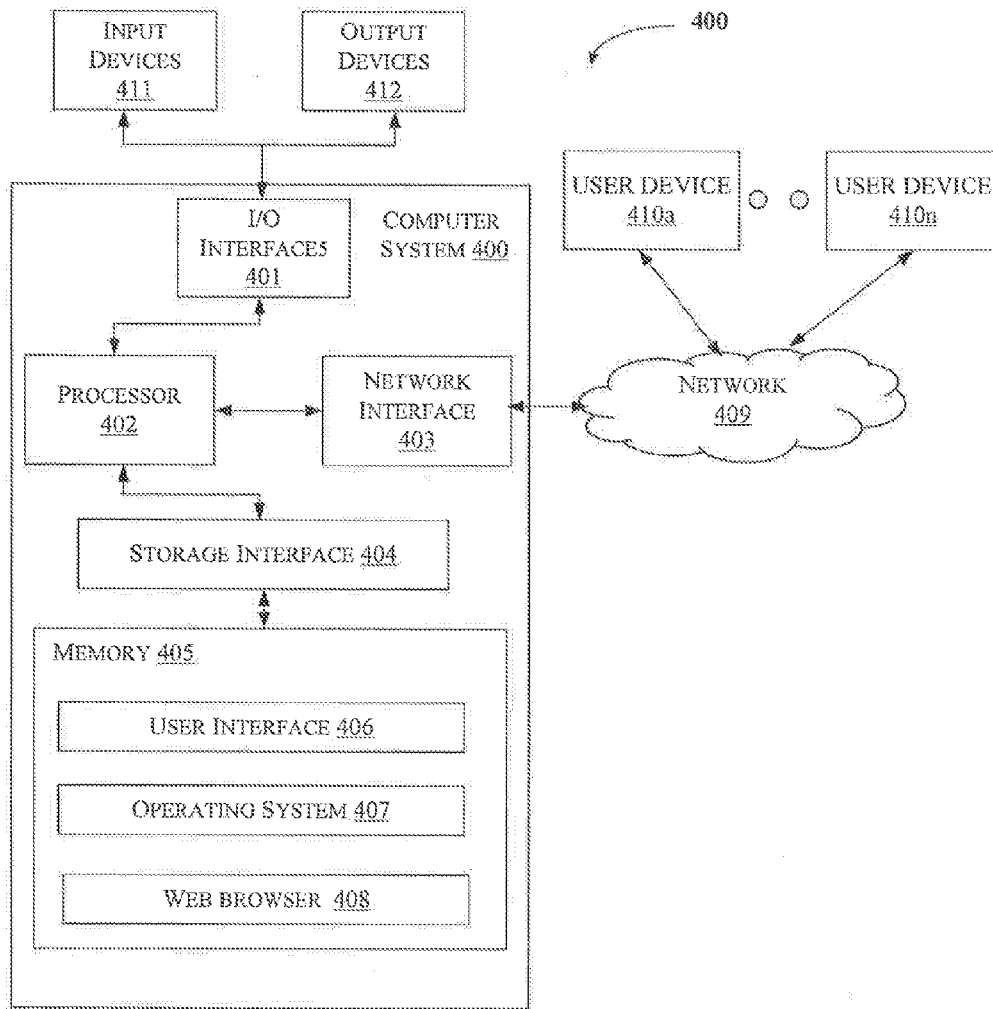 400
INPUT
DEVICES
411
OUTPUT
DEVICES
412
I/O
INTERFACE5
401
COMPUTER
SYSTEM 400
USER DEVICE
410a
USER DEVICE
410n
PROCESSOR
402
NETWORK
INTERFACE
403
NETWORK
409
STORAGE INTERFACE 404
MEMORY 405
USER INTERFACE 406
OPERATING SYSTEM 407
WEB BROWSER 408